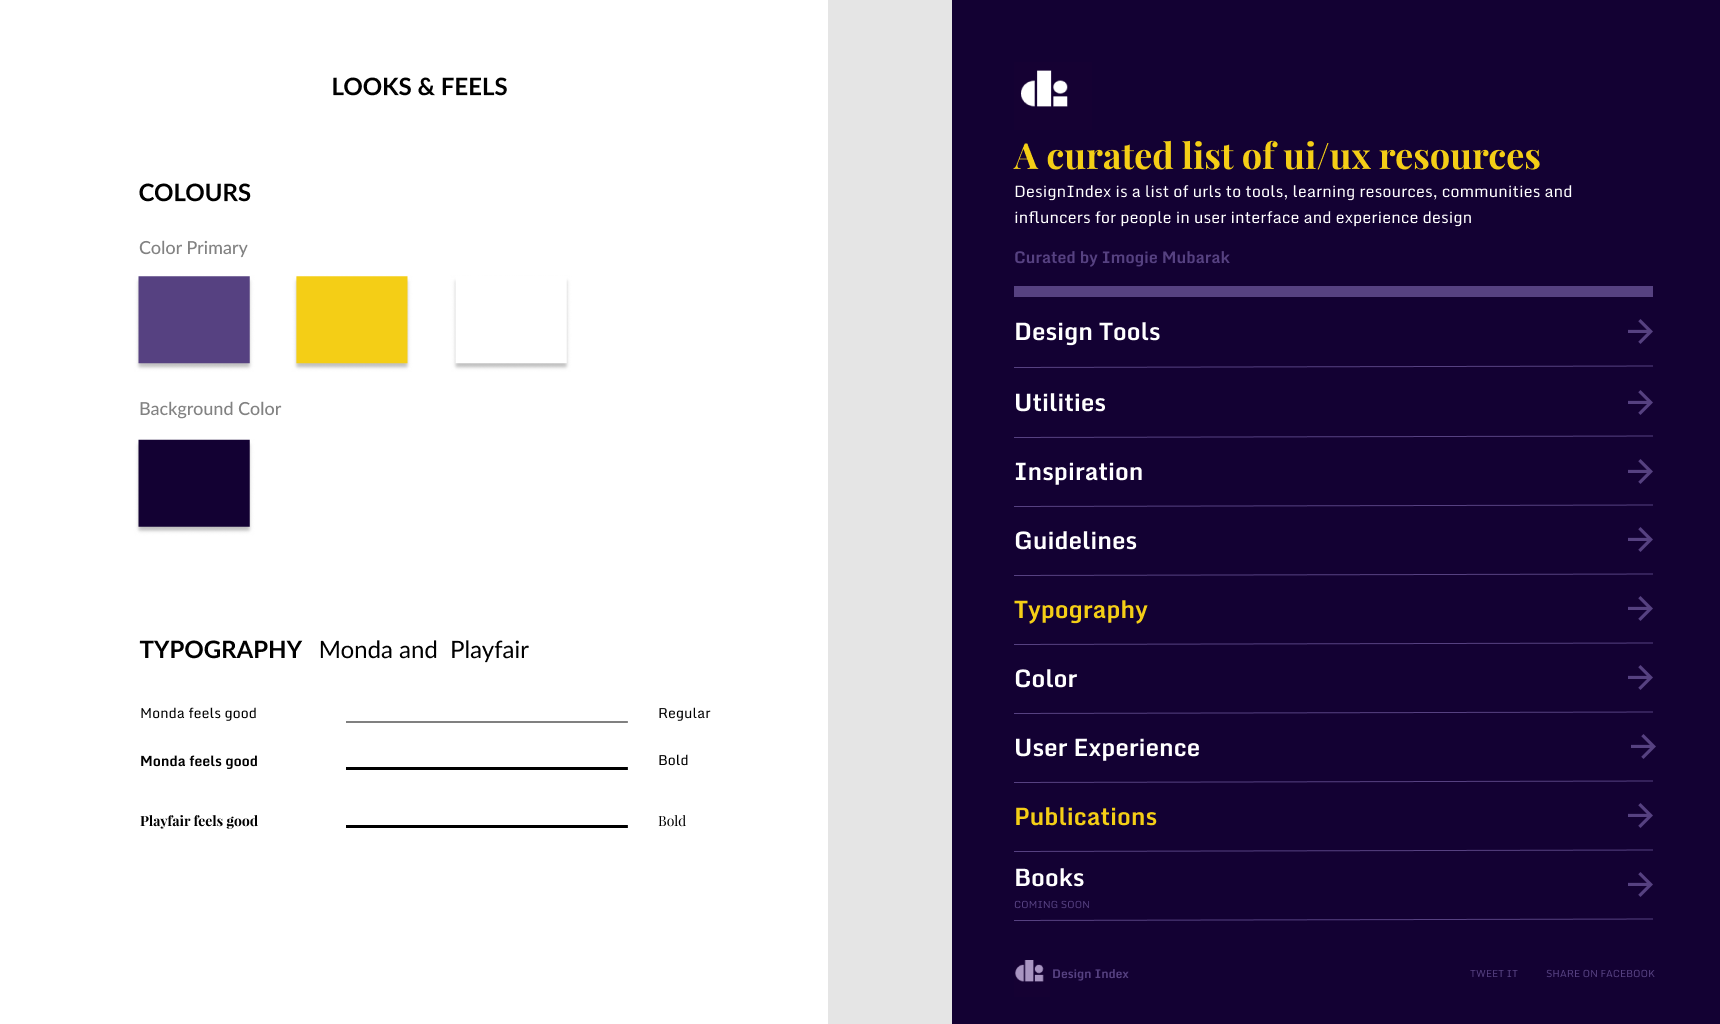 LOOKS & FEELS
COLOURS
Color Primary
Background Color
TYPOGRAPHY Monda and Playfair
Monda feels good Regular
Monda feels good Bold
Playfair feels good Bold
A curated list of ui/ux resources
DesignIndex is a list of urls to tools, learning resources, communities and
influncers for people in user interface and experience design
Curated by Imogie Mubarak
Design Tools
Utilities
Inspiration
Guidelines
Typography
Color
User Experience
Publications
Books
COMING SOON
Design Index TWEET IT SHARE ON FACEBOOK